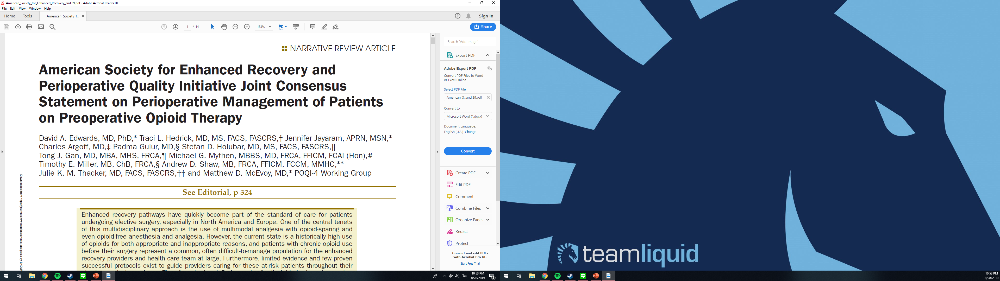 American_Society_for_Enhanced_Recovery_and.39.pdf - Adobe Acrobat Reader DC
File Edit View Window Help
Home Tools American_Society_f... × Sign In
1 / 14 183% Share
NARRATIVE REVIEW ARTICLE
American Society for Enhanced Recovery and
Perioperative Quality Initiative Joint Consensus
Statement on Perioperative Management of Patients
on Preoperative Opioid Therapy
David A. Edwards, MD, PhD,* Traci L. Hedrick, MD, MS, FACS, FASCRS,† Jennifer Jayaram, APRN, MSN,*
Charles Argoff, MD,‡ Padma Gulur, MD,§ Stefan D. Holubar, MD, MS, FACS, FASCRS,‖
Tong J. Gan, MD, MBA, MHS, FRCA,¶ Michael G. Mythen, MBBS, MD, FRCA, FFICM, FCAI (Hon),#
Timothy E. Miller, MB, ChB, FRCA,§ Andrew D. Shaw, MB, FRCA, FFICM, FCCM, MMHC,**
Julie K. M. Thacker, MD, FACS, FASCRS,†† and Matthew D. McEvoy, MD,* POQI-4 Working Group
See Editorial, p 324
Enhanced recovery pathways have quickly become part of the standard of care for patients
undergoing elective surgery, especially in North America and Europe. One of the central tenets
of this multidisciplinary approach is the use of multimodal analgesia with opioid-sparing and
even opioid-free anesthesia and analgesia. However, the current state is a historically high use
of opioids for both appropriate and inappropriate reasons, and patients with chronic opioid use
before their surgery represent a common, often difficult-to-manage population for the enhanced
recovery providers and health care team at large. Furthermore, limited evidence and few proven
successful protocols exist to guide providers caring for these at-risk patients throughout their
Downloaded from https://journals.lww.com/anesthesia-analgesia by
Search 'Add Image'
Export PDF
Adobe Export PDF
Convert PDF Files to Word
or Excel Online
Select PDF File
American_S...and.39.pdf
Convert to
Microsoft Word (*.docx)
Document Language:
English (U.S.) Change
Convert
Create PDF
Edit PDF
Comment
Combine Files
Organize Pages
Redact
Protect
Convert and edit PDFs
with Acrobat Pro DC
Start Free Trial
teamliquid
ไทย 10:53 PM
8/28/2019
2
10:53 PM
8/28/2019